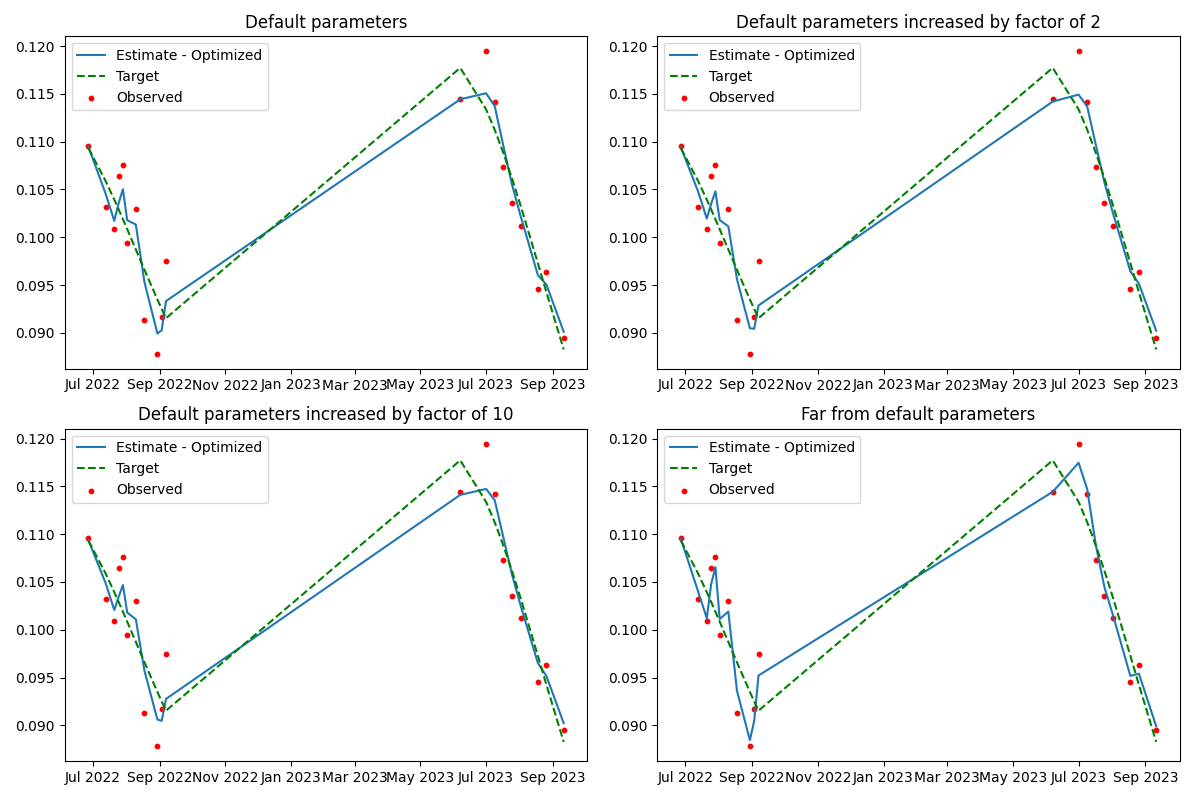 Default parameters
Estimate - Optimized
Target
Observed
0.120
0.115
0.110
0.105
0.100
0.095
0.090
Jul 2022 Sep 2022 Nov 2022 Jan 2023 Mar 2023 May 2023 Jul 2023 Sep 2023
Default parameters increased by factor of 2
Estimate - Optimized
Target
Observed
0.120
0.115
0.110
0.105
0.100
0.095
0.090
Jul 2022 Sep 2022 Nov 2022 Jan 2023 Mar 2023 May 2023 Jul 2023 Sep 2023
Default parameters increased by factor of 10
Estimate - Optimized
Target
Observed
0.120
0.115
0.110
0.105
0.100
0.095
0.090
Jul 2022 Sep 2022 Nov 2022 Jan 2023 Mar 2023 May 2023 Jul 2023 Sep 2023
Far from default parameters
Estimate - Optimized
Target
Observed
0.120
0.115
0.110
0.105
0.100
0.095
0.090
Jul 2022 Sep 2022 Nov 2022 Jan 2023 Mar 2023 May 2023 Jul 2023 Sep 2023